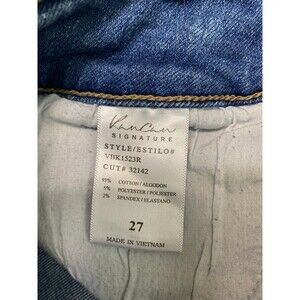 KanCan
SIGNATURE
STYLE/ESTILO#
VBK1523R
CUT# 32142
93% COTTON / ALGODON
5% POLYESTER / POLIESTER
2% SPANDEX / ELASTANO
27
MADE IN VIETNAM